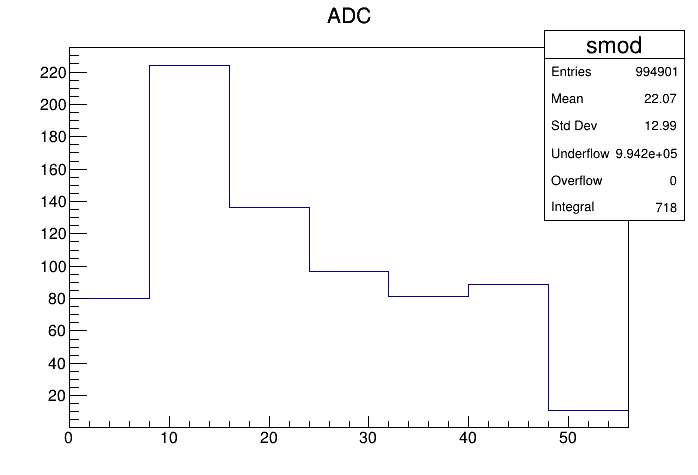 ADC
smod
Entries 994901
Mean 22.07
Std Dev 12.99
Underflow 9.942e+05
Overflow 0
Integral 718
220
200
180
160
140
120
100
80
60
40
20
0 10 20 30 40 50